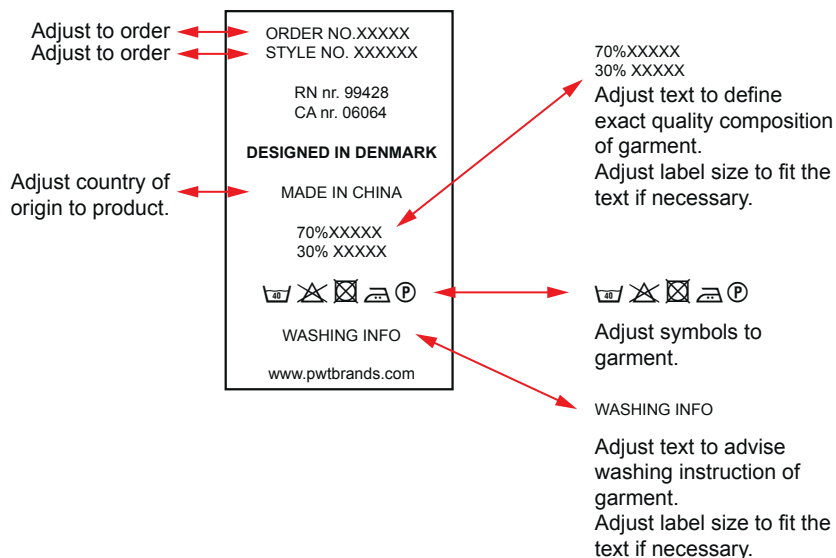 Adjust to order
Adjust to order
ORDER NO.XXXXX
STYLE NO. XXXXXX
RN nr. 99428
CA nr. 06064
DESIGNED IN DENMARK
Adjust country of
origin to product.
MADE IN CHINA
70%XXXXX
30% XXXXX
40
P
WASHING INFO
www.pwtbrands.com
70%XXXXX
30% XXXXX
Adjust text to define
exact quality composition
of garment.
Adjust label size to fit the
text if necessary.
40
P
Adjust symbols to
garment.
WASHING INFO
Adjust text to advise
washing instruction of
garment.
Adjust label size to fit the
text if necessary.